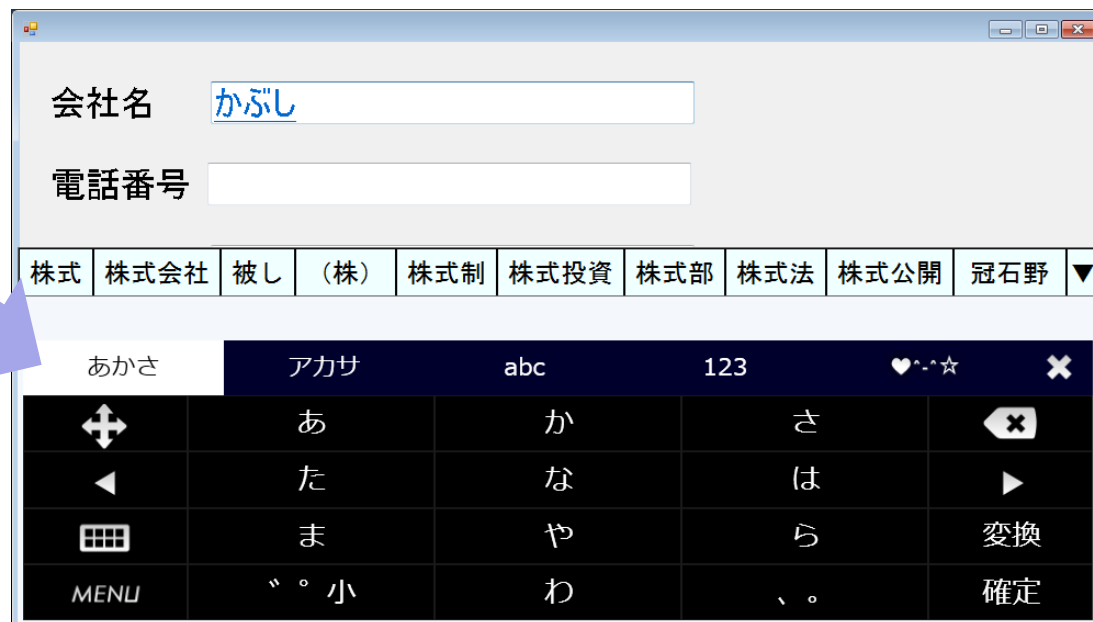 会社名 かぶし
電話番号
株式 株式会社 被し （株） 株式制 株式投資 株式部 株式法 株式公開 冠石野 ▼
あかさ アカサ abc 123 ♥^-^☆ ✖
あ か さ
◀ た な は ▶
ま や ら 変換
MENU ゛゜小 わ 、。 確定